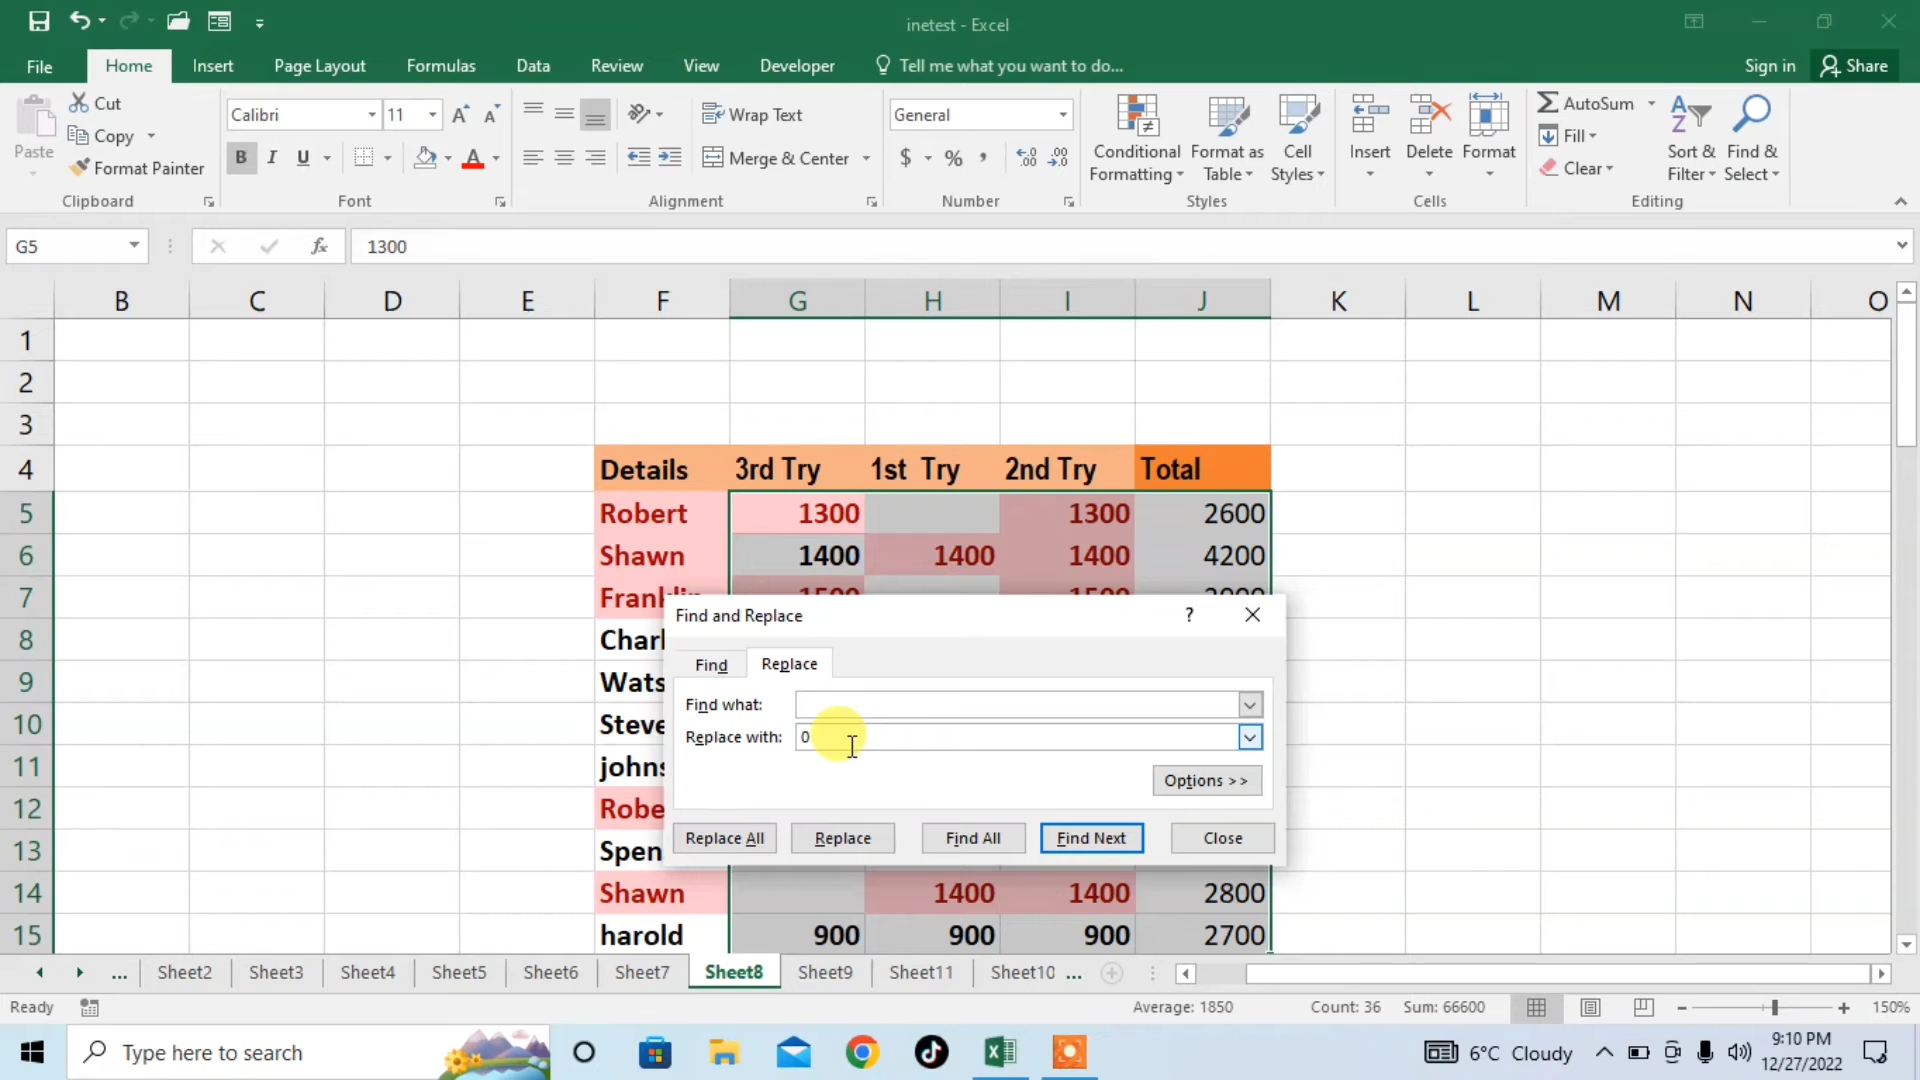 inetest - Excel
File Home Insert Page Layout Formulas Data Review View Developer Tell me what you want to do... Sign in Share
Paste Cut Copy Format Painter Clipboard
Calibri 11 B I U A Font
Wrap Text Merge & Center Alignment
General $ % , Number
Conditional Formatting Format as Table Cell Styles Styles
Insert Delete Format Cells
AutoSum Fill Clear Sort & Filter Find & Select Editing
G5 fx 1300
B C D E F G H I J K L M N O
1
2
3
4 Details 3rd Try 1st Try 2nd Try Total
5 Robert 1300 1300 2600
6 Shawn 1400 1400 1400 4200
7
8
9
10
11
12
13
Find and Replace ?
Find Replace
Find what:
Replace with: 0
Options >>
Replace All Replace Find All Find Next Close
14 Shawn 1400 1400 2800
15 harold 900 900 900 2700
... Sheet2 Sheet3 Sheet4 Sheet5 Sheet6 Sheet7 Sheet8 Sheet9 Sheet11 Sheet10 ...
Ready Average: 1850 Count: 36 Sum: 66600 150%
Type here to search 6°C Cloudy 9:10 PM
12/27/2022